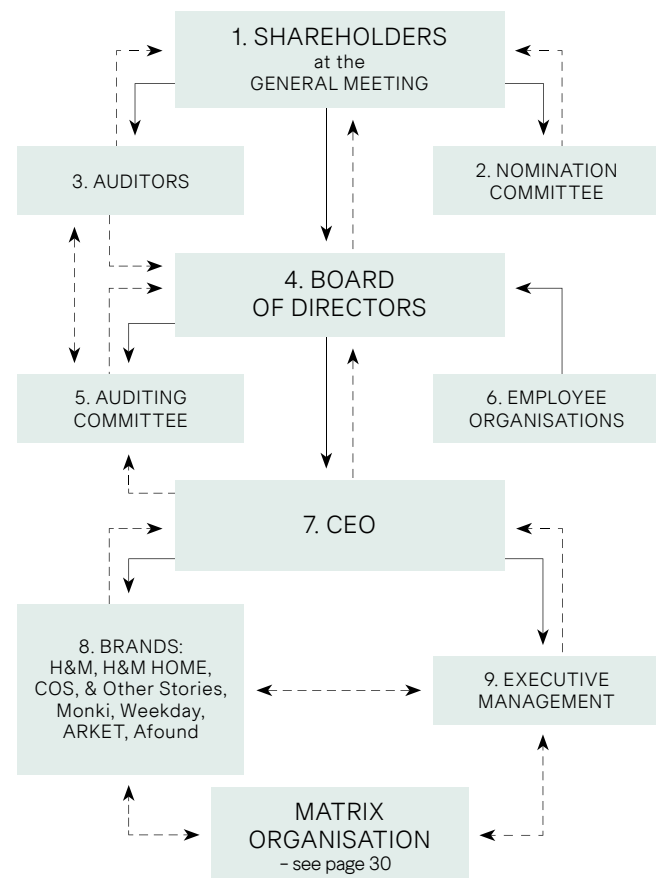 1. SHAREHOLDERS
at the
GENERAL MEETING
3. AUDITORS
2. NOMINATION
COMMITTEE
4. BOARD
OF DIRECTORS
5. AUDITING
COMMITTEE
6. EMPLOYEE
ORGANISATIONS
7. CEO
8. BRANDS:
H&M, H&M HOME,
COS, & Other Stories,
Monki, Weekday,
ARKET, Afound
9. EXECUTIVE
MANAGEMENT
MATRIX
ORGANISATION
– see page 30